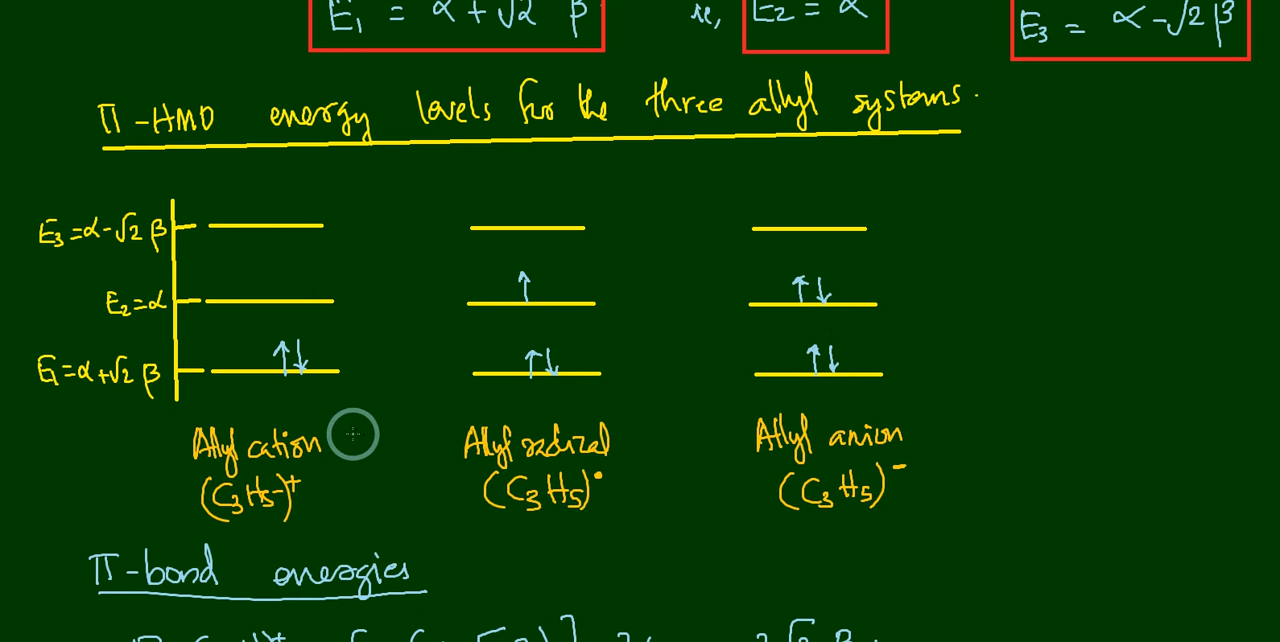 E₁ = α + √2 β ie, E₂ = α E₃ = α - √2 β
Π-HMO energy levels for the three allyl systems.
E₃ = α - √2 β
E₂ = α
E₁ = α + √2 β
Allyl cation Allyl radical Allyl anion
(C₃H₅)⁺ (C₃H₅)• (C₃H₅)⁻
Π-bond energies